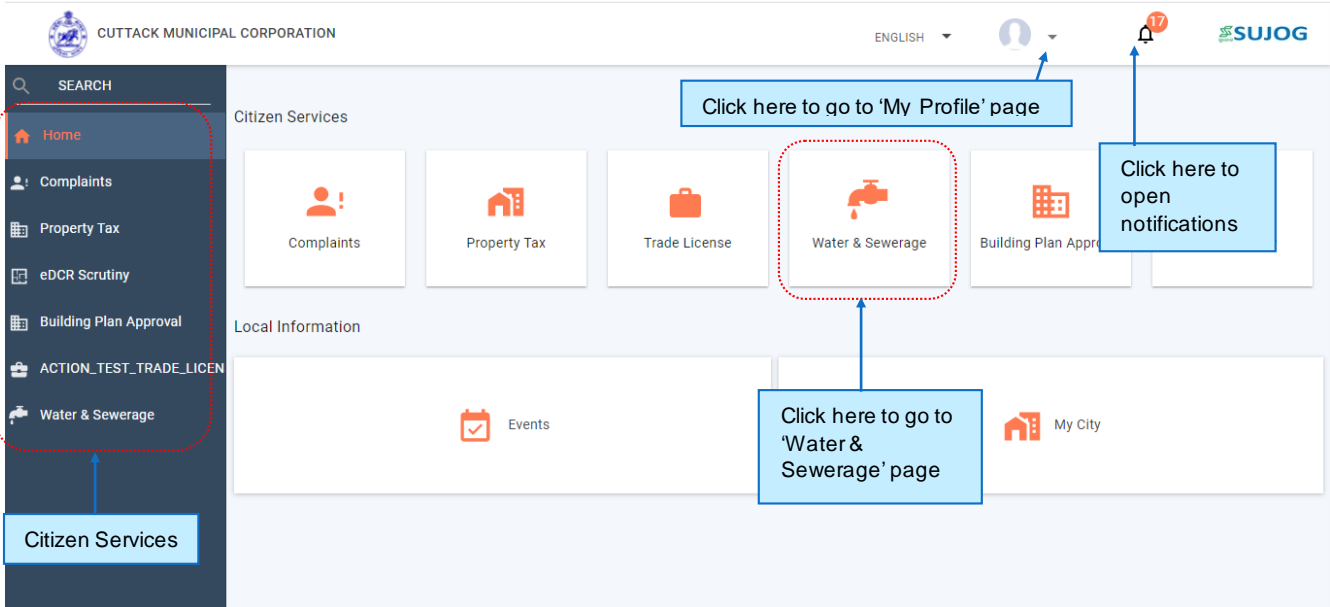 CUTTACK MUNICIPAL CORPORATION
ENGLISH
17
SUJOG
SEARCH
Click here to go to ‘My Profile’ page
Home
Citizen Services
Click here to
open
notifications
Complaints
Property Tax
eDCR Scrutiny
Building Plan Approval
ACTION_TEST_TRADE_LICEN
Water & Sewerage
Complaints
Property Tax
Trade License
Water & Sewerage
Building Plan Appr
Local Information
Events
My City
Click here to go to
‘Water &
Sewerage’ page
Citizen Services